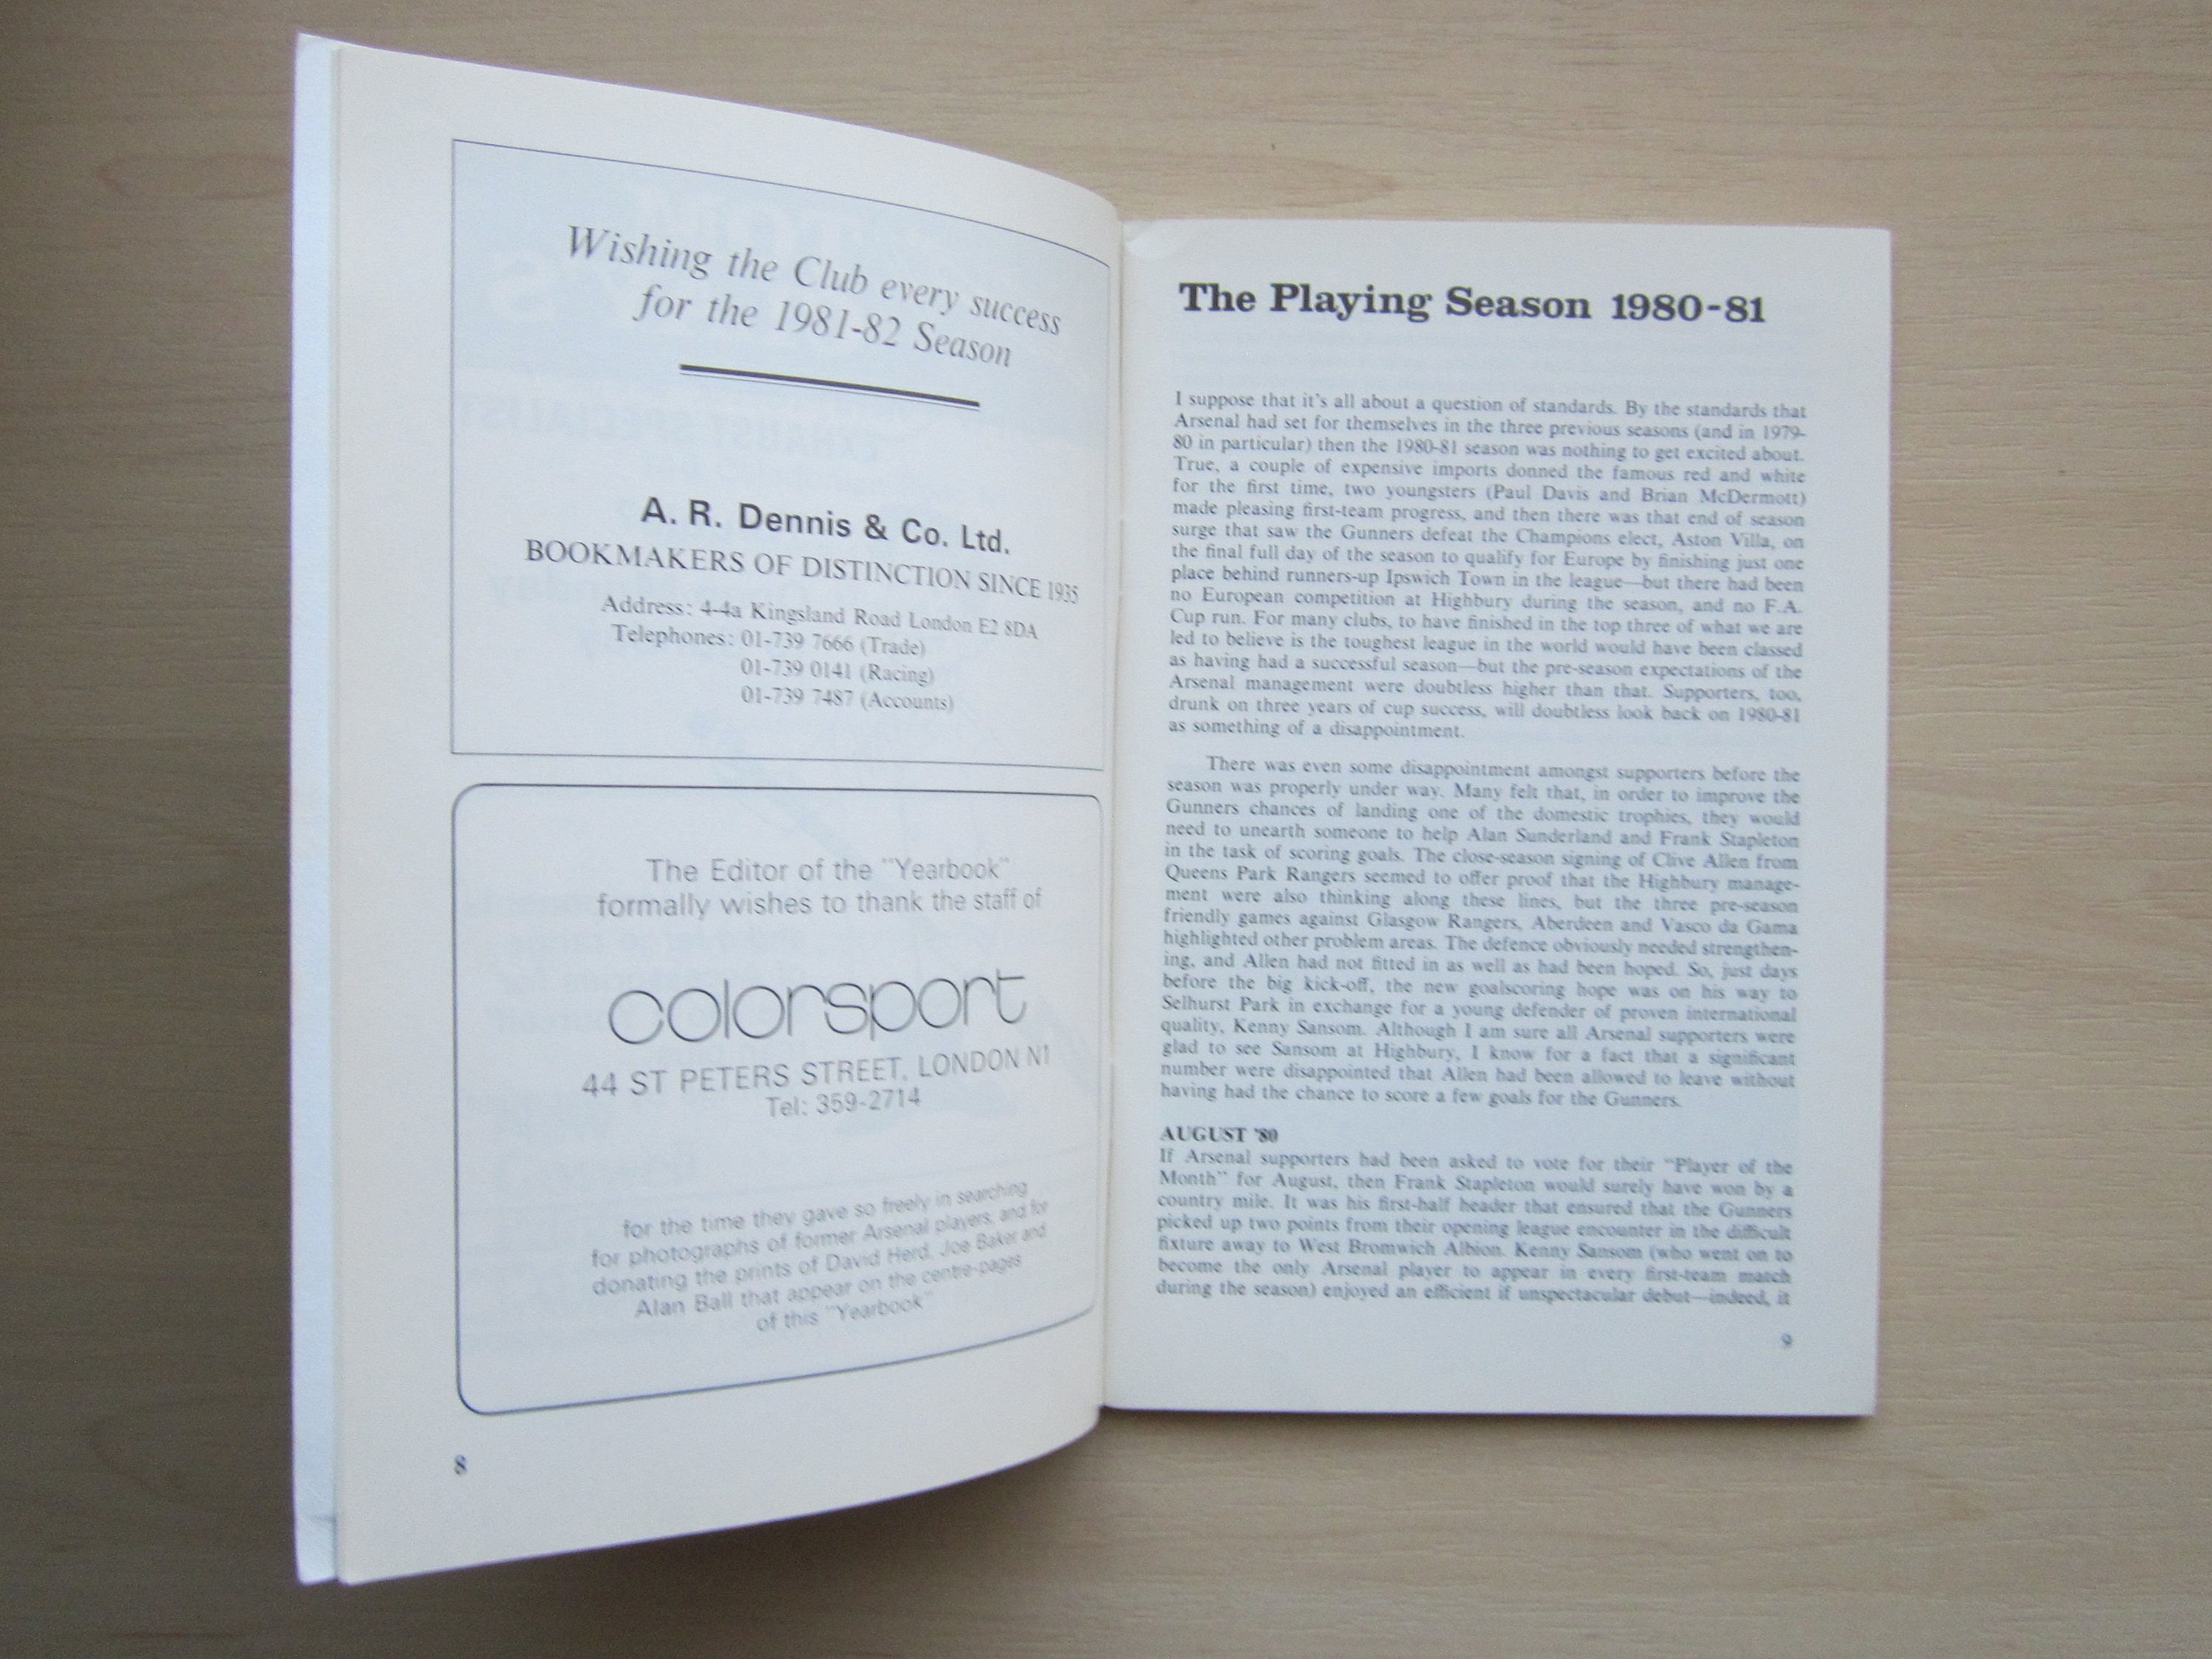 Wishing the Club every success
for the 1981-82 Season
A. R. Dennis & Co. Ltd.
BOOKMAKERS OF DISTINCTION SINCE 1935
Address: 4-4a Kingsland Road London E2 8DA
Telephones: 01-739 7666 (Trade)
01-739 0141 (Racing)
01-739 7487 (Accounts)
The Editor of the "Yearbook"
formally wishes to thank the staff of
colorsport
44 ST PETERS STREET, LONDON N1
Tel: 359-2714
for the time they gave so freely in searching
for photographs of former Arsenal players, and for
donating the prints of David Herd, Joe Baker and
Alan Ball that appear on the centre-pages
of this "Yearbook"
8
The Playing Season 1980-81
I suppose that it's all about a question of standards. By the standards that
Arsenal had set for themselves in the three previous seasons (and in 1979-
80 in particular) then the 1980-81 season was nothing to get excited about.
True, a couple of expensive imports donned the famous red and white
for the first time, two youngsters (Paul Davis and Brian McDermott)
made pleasing first-team progress, and then there was that end of season
surge that saw the Gunners defeat the Champions elect, Aston Villa, on
the final full day of the season to qualify for Europe by finishing just one
place behind runners-up Ipswich Town in the league—but there had been
no European competition at Highbury during the season, and no F.A.
Cup run. For many clubs, to have finished in the top three of what we are
led to believe is the toughest league in the world would have been classed
as having had a successful season—but the pre-season expectations of the
Arsenal management were doubtless higher than that. Supporters, too,
drunk on three years of cup success, will doubtless look back on 1980-81
as something of a disappointment.
There was even some disappointment amongst supporters before the
season was properly under way. Many felt that, in order to improve the
Gunners chances of landing one of the domestic trophies, they would
need to unearth someone to help Alan Sunderland and Frank Stapleton
in the task of scoring goals. The close-season signing of Clive Allen from
Queens Park Rangers seemed to offer proof that the Highbury manage-
ment were also thinking along these lines, but the three pre-season
friendly games against Glasgow Rangers, Aberdeen and Vasco da Gama
highlighted other problem areas. The defence obviously needed strengthen-
ing, and Allen had not fitted in as well as had been hoped. So, just days
before the big kick-off, the new goalscoring hope was on his way to
Selhurst Park in exchange for a young defender of proven international
quality, Kenny Sansom. Although I am sure all Arsenal supporters were
glad to see Sansom at Highbury, I know for a fact that a significant
number were disappointed that Allen had been allowed to leave without
having had the chance to score a few goals for the Gunners.
AUGUST '80
If Arsenal supporters had been asked to vote for their "Player of the
Month" for August, then Frank Stapleton would surely have won by a
country mile. It was his first-half header that ensured that the Gunners
picked up two points from their opening league encounter in the difficult
fixture away to West Bromwich Albion. Kenny Sansom (who went on to
become the only Arsenal player to appear in every first-team match
during the season) enjoyed an efficient if unspectacular debut—indeed, it
9